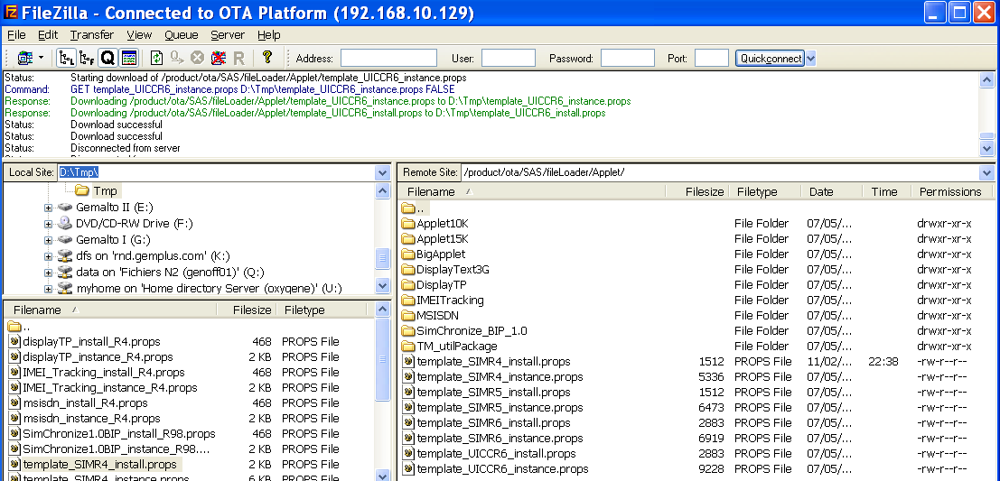 FileZilla - Connected to OTA Platform (192.168.10.129)
File Edit Transfer View Queue Server Help
Address: User: Password: Port: Quickconnect
Status: Starting download of /product/ota/SAS/fileLoader/Applet/template_UICCR6_instance.props
Command: GET template_UICCR6_instance.props D:\Tmp\template_UICCR6_instance.props FALSE
Response: Downloading /product/ota/SAS/fileLoader/Applet/template_UICCR6_instance.props to D:\Tmp\template_UICCR6_instance.props
Response: Downloading /product/ota/SAS/fileLoader/Applet/template_UICCR6_install.props to D:\Tmp\template_UICCR6_install.props
Status: Download successful
Status: Download successful
Status: Disconnected from server
Local Site: D:\Tmp\
Tmp
Gemalto II (E:)
DVD/CD-RW Drive (F:)
Gemalto I (G:)
dfs on 'rnd.gemplus.com' (K:)
data on 'Fichiers N2 (genoff01)' (Q:)
myhome on 'Home directory Server (oxygene)' (U:)
Filename Filesize Filetype
..
displayTP_install_R4.props 468 PROPS File
displayTP_instance_R4.props 2 KB PROPS File
IMEI_Tracking_install_R4.props 468 PROPS File
IMEI_Tracking_instance_R4.props 2 KB PROPS File
msisdn_install_R4.props 468 PROPS File
msisdn_instance_R4.props 2 KB PROPS File
SimChronize1.0BIP_install_R98.props 468 PROPS File
SimChronize1.0BIP_instance_R98.... 2 KB PROPS File
template_SIMR4_install.props 2 KB PROPS File
template_SIMR4_instance.props 6 KB PROPS File
Remote Site: /product/ota/SAS/fileLoader/Applet/
Filename Filesize Filetype Date Time Permissions
..
Applet10K File Folder 07/05/... drwxr-xr-x
Applet15K File Folder 07/05/... drwxr-xr-x
BigApplet File Folder 07/05/... drwxr-xr-x
DisplayText3G File Folder 07/05/... drwxr-xr-x
DisplayTP File Folder 07/05/... drwxr-xr-x
IMEITracking File Folder 07/05/... drwxr-xr-x
MSISDN File Folder 07/05/... drwxr-xr-x
SimChronize_BIP_1.0 File Folder 07/05/... drwxr-xr-x
TM_utilPackage File Folder 07/05/... drwxr-xr-x
template_SIMR4_install.props 1512 PROPS File 11/02/... 22:38 -rw-r--r--
template_SIMR4_instance.props 5336 PROPS File 07/05/... -rw-r--r--
template_SIMR5_install.props 1512 PROPS File 07/05/... -rw-r--r--
template_SIMR5_instance.props 6473 PROPS File 07/05/... -rw-r--r--
template_SIMR6_install.props 2883 PROPS File 07/05/... -rw-r--r--
template_SIMR6_instance.props 6919 PROPS File 07/05/... -rw-r--r--
template_UICCR6_install.props 2883 PROPS File 07/05/... -rw-r--r--
template_UICCR6_instance.props 9228 PROPS File 07/05/... -rw-r--r--